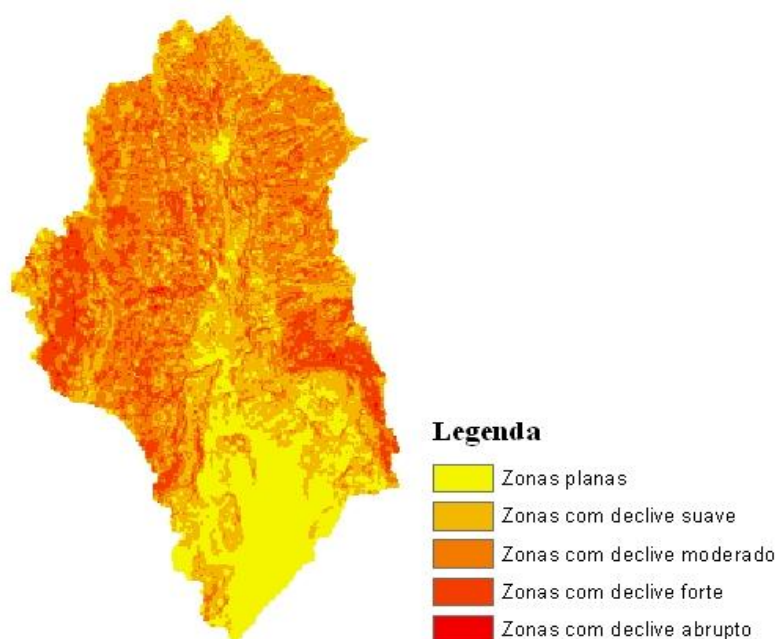 Legenda
Zonas planas
Zonas com declive suave
Zonas com declive moderado
Zonas com declive forte
Zonas com declive abrupto